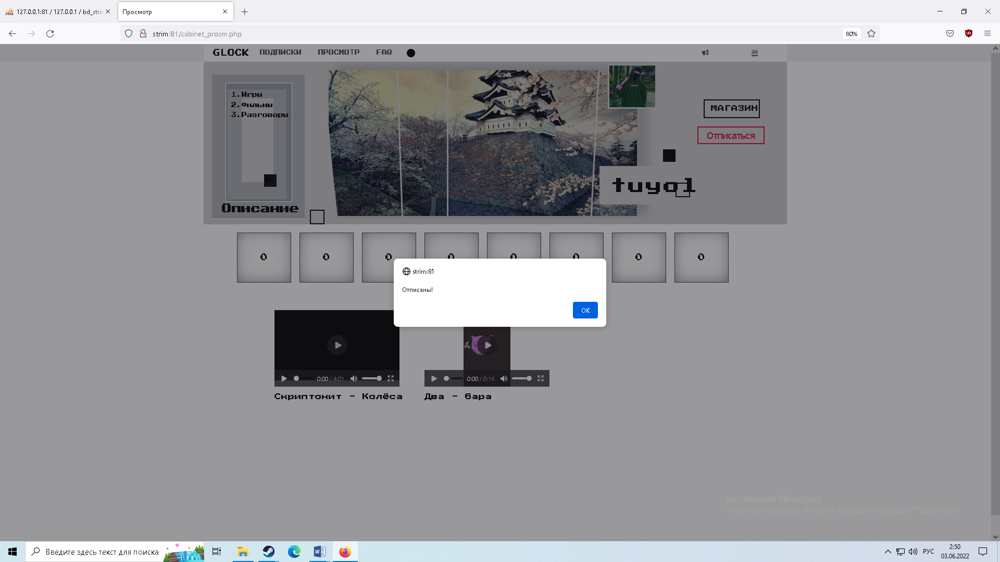 127.0.0.1:81 / 127.0.0.1 / bd_strin
Просмотр
strim:81/cabinet_prosm.php
80%
GLOCK ПОДПИСКИ ПРОСМОТР FAQ
1.Игры
2.Фильмы
3.Разговоры
Описание
МАГАЗИН
Отписаться
tuyol
0 0 0 0 0 0 0 0
strim:81
Отписаны!
OK
0:00 / 4:01
0:00 / 0:16
Скриптонит - Колёса
Два - бара
Активация Windows
Чтобы активировать Windows, перейдите в раздел "Параметры".
Введите здесь текст для поиска
РУС
2:50
03.06.2022